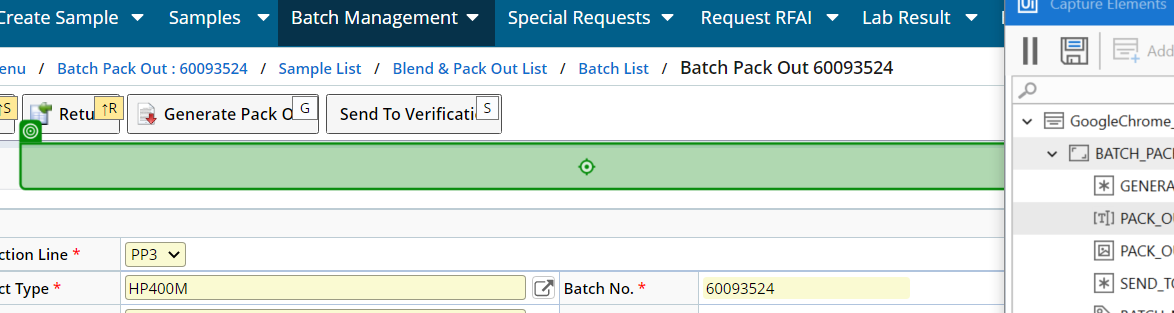 Create Sample Samples Batch Management Special Requests Request RFAI Lab Result
Capture Elements
enu / Batch Pack Out : 60093524 / Sample List / Blend & Pack Out List / Batch List / Batch Pack Out 60093524
Add
S Retu R Generate Pack O G Send To Verificati S
GoogleChrome_
BATCH_PAC
GENERA
PACK_OU
PACK_OU
SEND_TO
ction Line * PP3
ct Type * HP400M Batch No. * 60093524